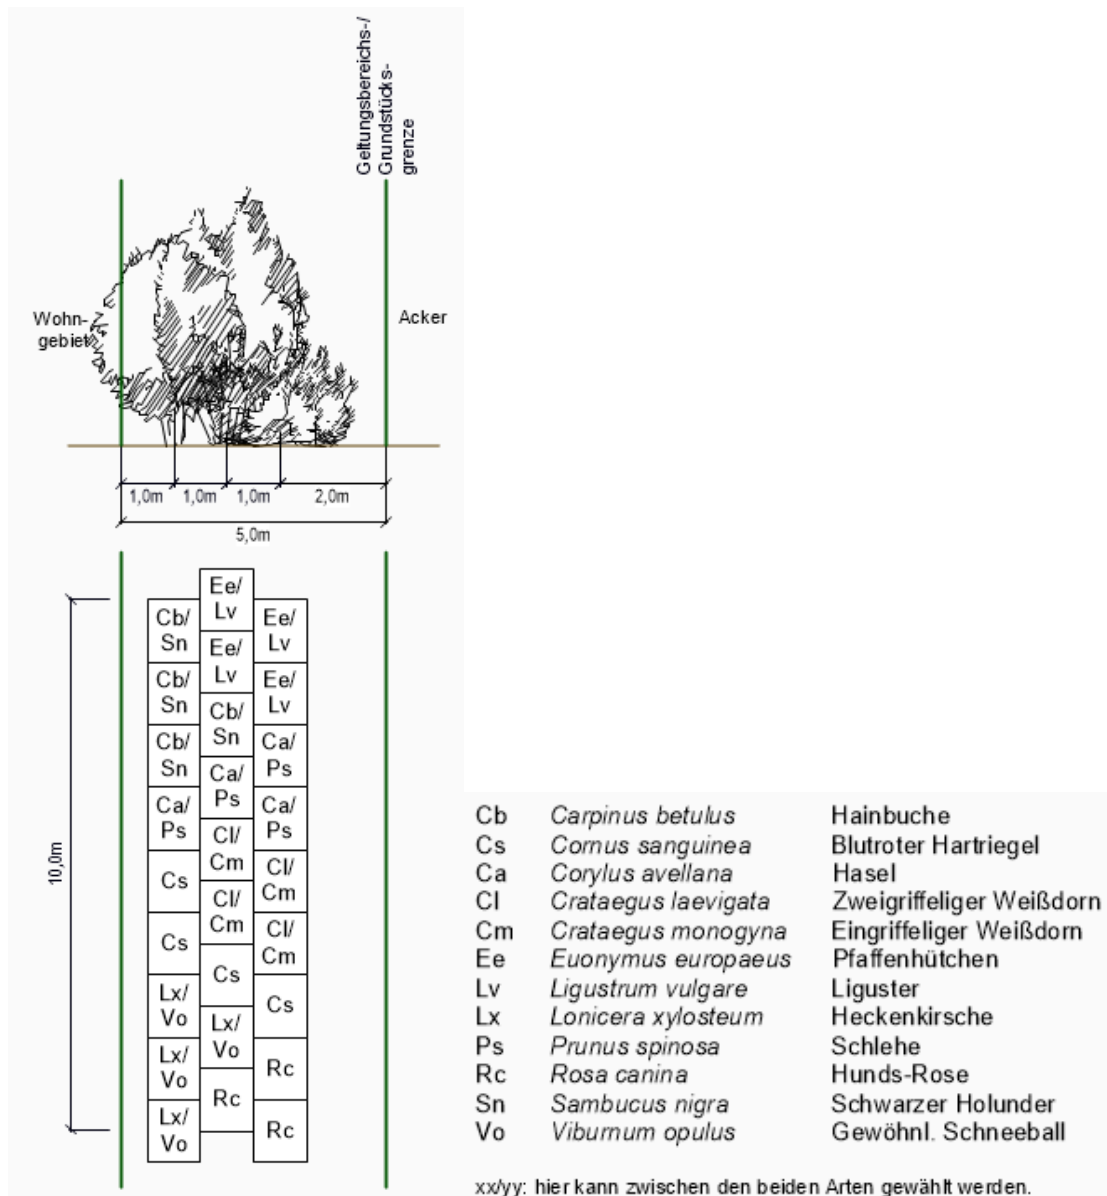 Geltungsbereichs-/
Grundstücks-
grenze
Wohn-
gebiet
Acker
1,0m 1,0m 1,0m 2,0m
5,0m
10,0m
Cb/
Sn
Cb/
Sn
Cb/
Sn
Ca/
Ps
Cs
Cs
Lx/
Vo
Lx/
Vo
Lx/
Vo
Ee/
Lv
Ee/
Lv
Cb/
Sn
Ca/
Ps
Cl/
Cm
Cl/
Cm
Cs
Lx/
Vo
Rc
Ee/
Lv
Ee/
Lv
Ca/
Ps
Ca/
Ps
Cl/
Cm
Cl/
Cm
Cs
Rc
Rc
Cb Carpinus betulus Hainbuche
Cs Cornus sanguinea Blutroter Hartriegel
Ca Corylus avellana Hasel
Cl Crataegus laevigata Zweigriffeliger Weißdorn
Cm Crataegus monogyna Eingriffeliger Weißdorn
Ee Euonymus europaeus Pfaffenhütchen
Lv Ligustrum vulgare Liguster
Lx Lonicera xylosteum Heckenkirsche
Ps Prunus spinosa Schlehe
Rc Rosa canina Hunds-Rose
Sn Sambucus nigra Schwarzer Holunder
Vo Viburnum opulus Gewöhnl. Schneeball
xx/yy: hier kann zwischen den beiden Arten gewählt werden.